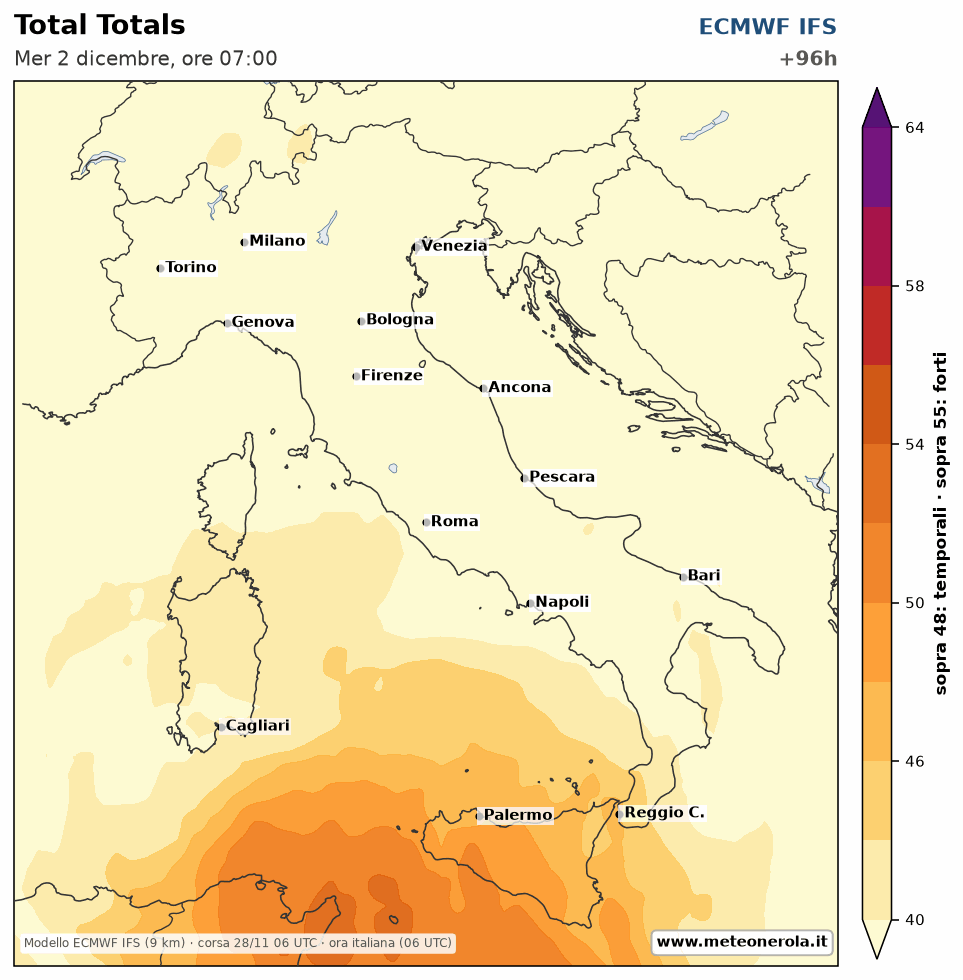 Total Totals
ECMWF IFS
Mer 2 dicembre, ore 07:00
+96h
64
58
54
50
46
40
sopra 48: temporali · sopra 55: forti
Milano
Venezia
Torino
Genova
Bologna
Firenze
Ancona
Pescara
Roma
Bari
Napoli
Cagliari
Palermo
Reggio C.
Modello ECMWF IFS (9 km) · corsa 28/11 06 UTC · ora italiana (06 UTC)
www.meteonerola.it